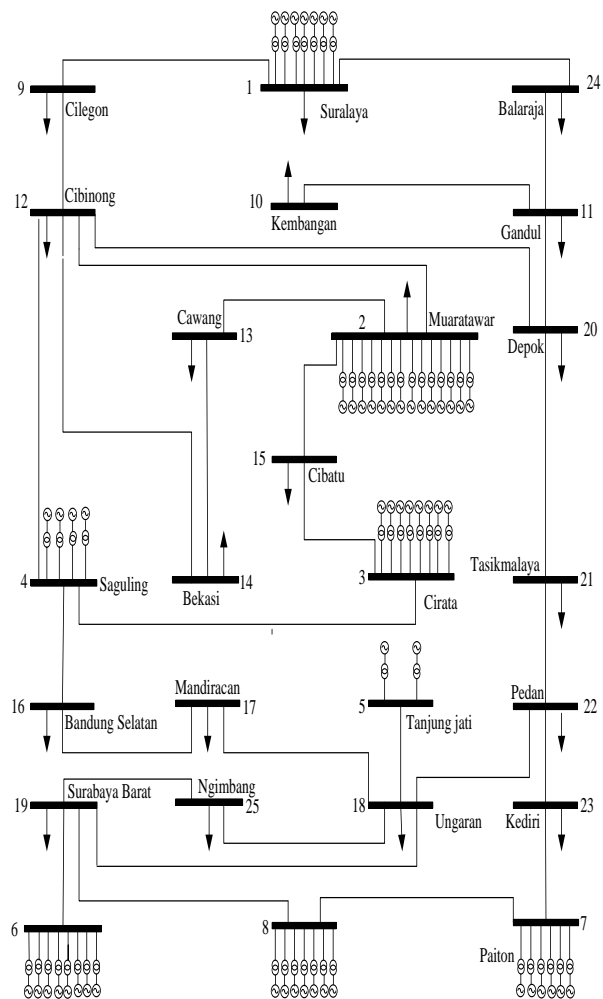 9
Cilegon
1
Suralaya
24
Balaraja
12
Cibinong
10
Kembangan
11
Gandul
Cawang
13
2
Muaratawar
20
Depok
15
Cibatu
4
Saguling
14
Bekasi
3
Cirata
Tasikmalaya
21
16
Bandung Selatan
Mandiracan
17
5
Tanjung jati
Pedan
22
19
Surabaya Barat
Ngimbang
25
18
Ungaran
Kediri
23
6
8
7
Paiton